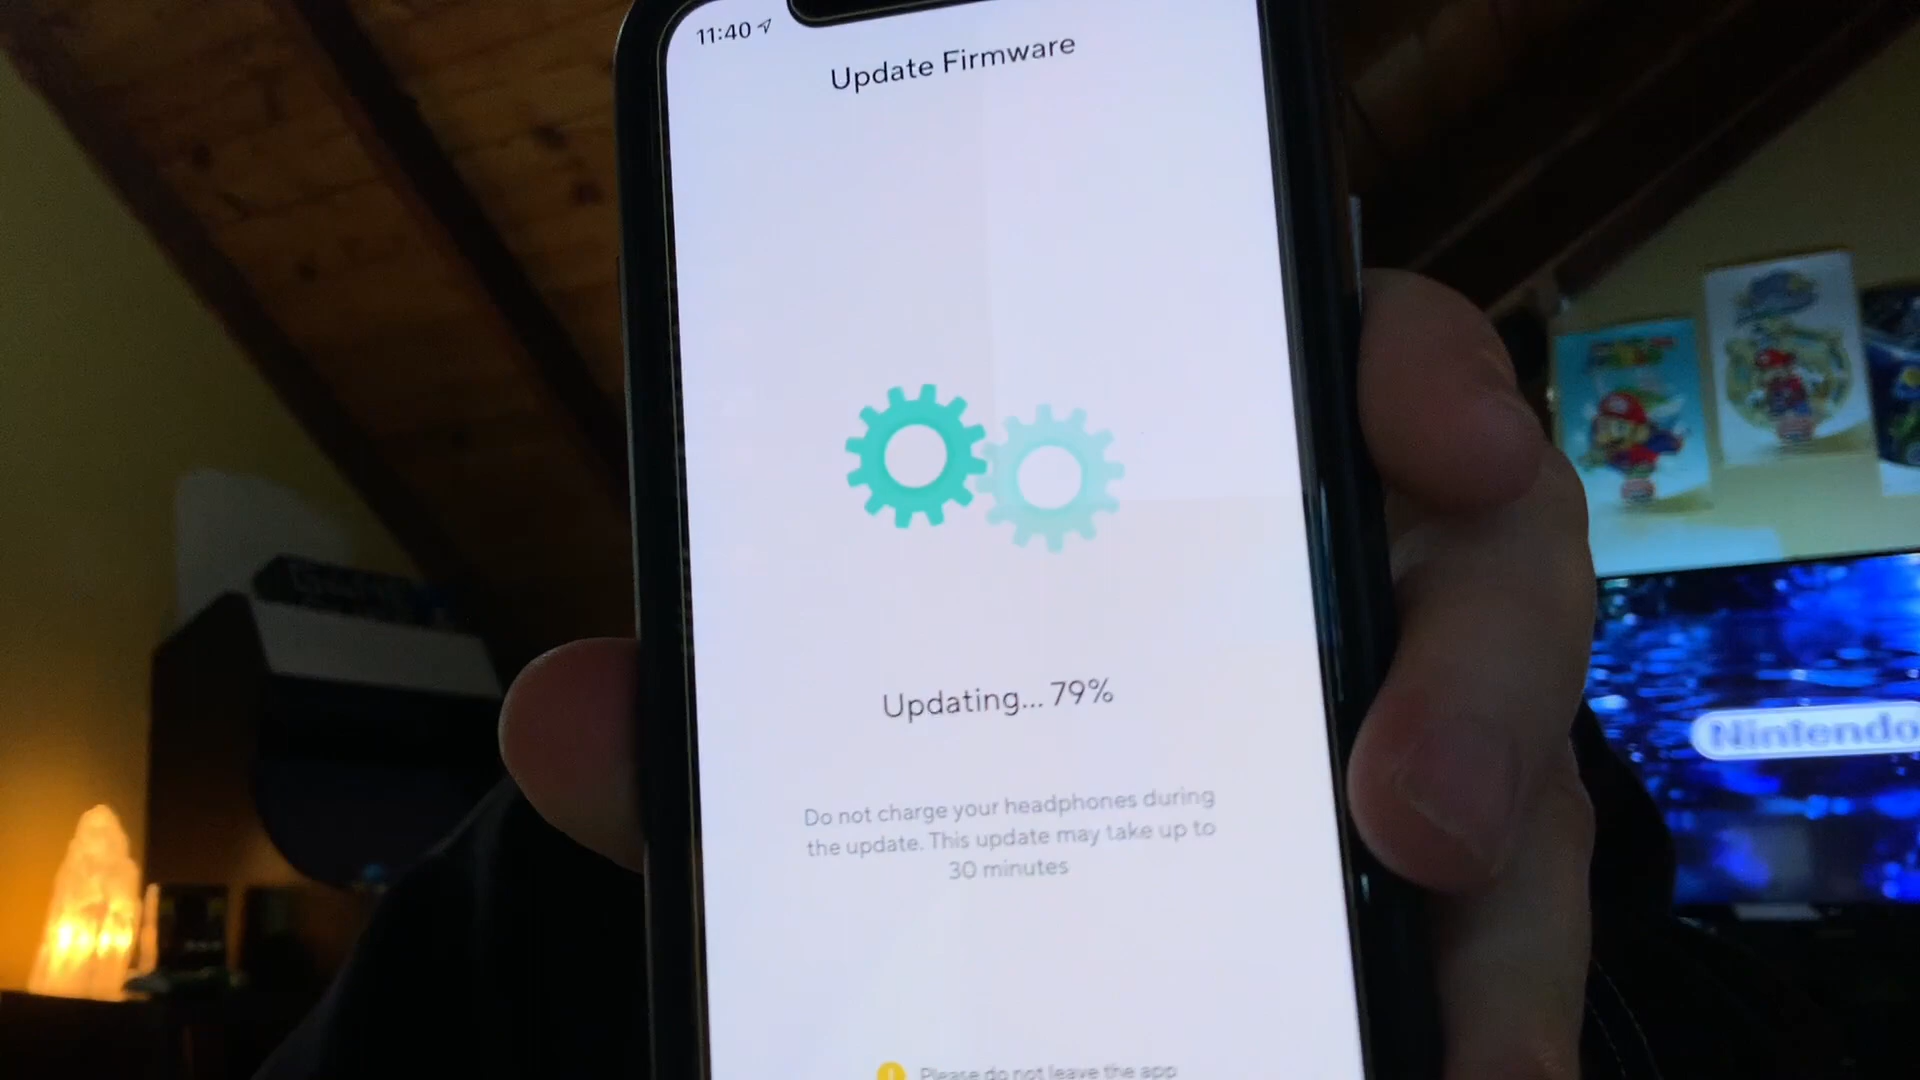 11:40
Update Firmware
Updating... 79%
Do not charge your headphones during
the update. This update may take up to
30 minutes
Please do not leave the app
Nintendo